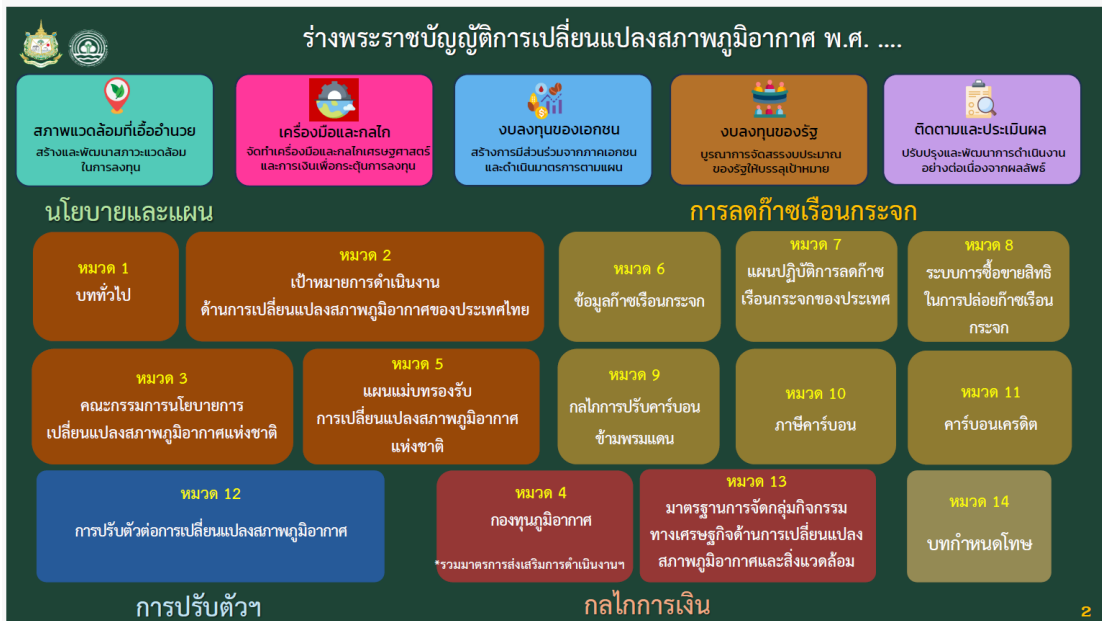 ร่างพระราชบัญญัติการเปลี่ยนแปลงสภาพภูมิอากาศ พ.ศ. ....
สภาพแวดล้อมที่เอื้ออำนวย
สร้างและพัฒนาสภาวะแวดล้อม
ในการลงทุน
เครื่องมือและกลไก
จัดทำเครื่องมือและกลไกเศรษฐศาสตร์
และการเงินเพื่อกระตุ้นการลงทุน
งบลงทุนของเอกชน
สร้างการมีส่วนร่วมจากภาคเอกชน
และดำเนินมาตรการตามแผน
งบลงทุนของรัฐ
บูรณาการจัดสรรงบประมาณ
ของรัฐให้บรรลุเป้าหมาย
ติดตามและประเมินผล
ปรับปรุงและพัฒนาการดำเนินงาน
อย่างต่อเนื่องจากผลลัพธ์
นโยบายและแผน
หมวด 1
บททั่วไป
หมวด 2
เป้าหมายการดำเนินงาน
ด้านการเปลี่ยนแปลงสภาพภูมิอากาศของประเทศไทย
หมวด 3
คณะกรรมการนโยบายการ
เปลี่ยนแปลงสภาพภูมิอากาศแห่งชาติ
หมวด 5
แผนแม่บทรองรับ
การเปลี่ยนแปลงสภาพภูมิอากาศ
แห่งชาติ
การลดก๊าซเรือนกระจก
หมวด 6
ข้อมูลก๊าซเรือนกระจก
หมวด 7
แผนปฏิบัติการลดก๊าซ
เรือนกระจกของประเทศ
หมวด 8
ระบบการซื้อขายสิทธิ
ในการปล่อยก๊าซเรือน
กระจก
หมวด 9
กลไกการปรับคาร์บอน
ข้ามพรมแดน
หมวด 10
ภาษีคาร์บอน
หมวด 11
คาร์บอนเครดิต
หมวด 12
การปรับตัวต่อการเปลี่ยนแปลงสภาพภูมิอากาศ
การปรับตัวฯ
หมวด 4
กองทุนภูมิอากาศ
*รวมมาตรการส่งเสริมการดำเนินงานฯ
หมวด 13
มาตรฐานการจัดกลุ่มกิจกรรม
ทางเศรษฐกิจด้านการเปลี่ยนแปลง
สภาพภูมิอากาศและสิ่งแวดล้อม
กลไกการเงิน
หมวด 14
บทกำหนดโทษ
2